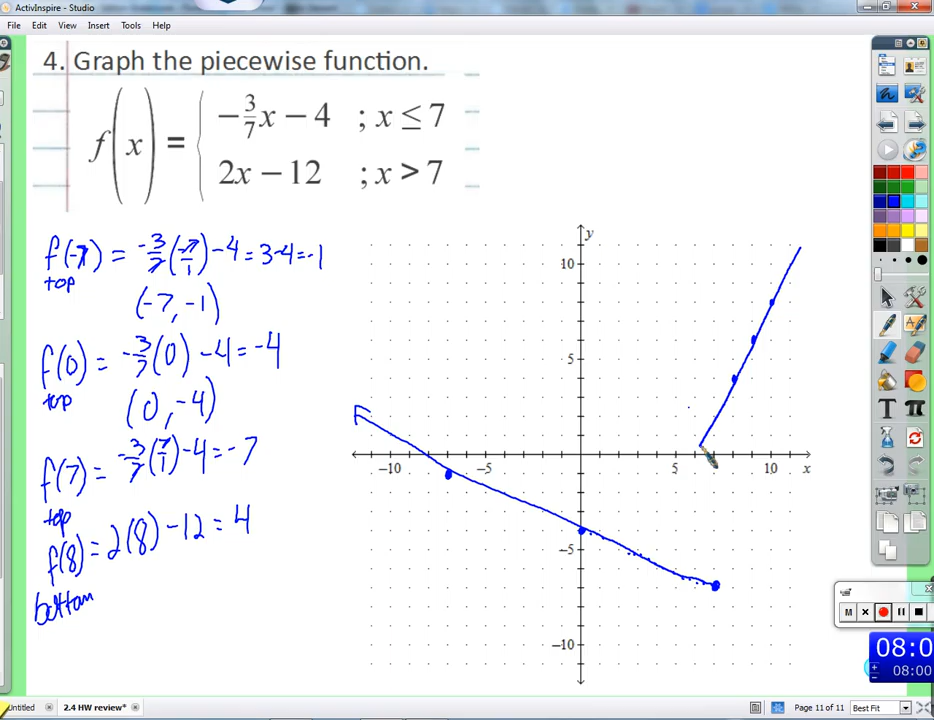 ActivInspire - Studio
File Edit View Insert Tools Help
4. Graph the piecewise function.
f(x) = { -3/7x - 4 ; x ≤ 7
2x - 12 ; x > 7
f(-7) = -3/7(-7/1) - 4 = 3-4 = -1
top
(-7, -1)
f(0) = -3/7(0) - 4 = -4
top
(0, -4)
f(7) = -3/7(7/1) - 4 = -7
top
f(8) = 2(8) - 12 = 4
bottom
y
10
5
-10 -5 5 10 x
-5
-10
M
08:0
08:00
Untitled 2.4 HW review* Page 11 of 11 Best Fit